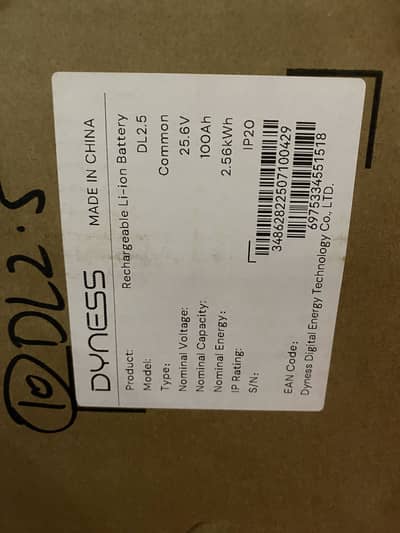 DYNESS MADE IN CHINA
Product: Rechargeable Li-ion Battery
Model: DL2.5
Type: Common
Nominal Voltage: 25.6V
Nominal Capacity: 100Ah
Nominal Energy: 2.56kWh
IP Rating: IP20
S/N:
348628222507100429
6975334551518
EAN Code:
Dyness Digital Energy Technology Co., LTD.
10 DL2.5